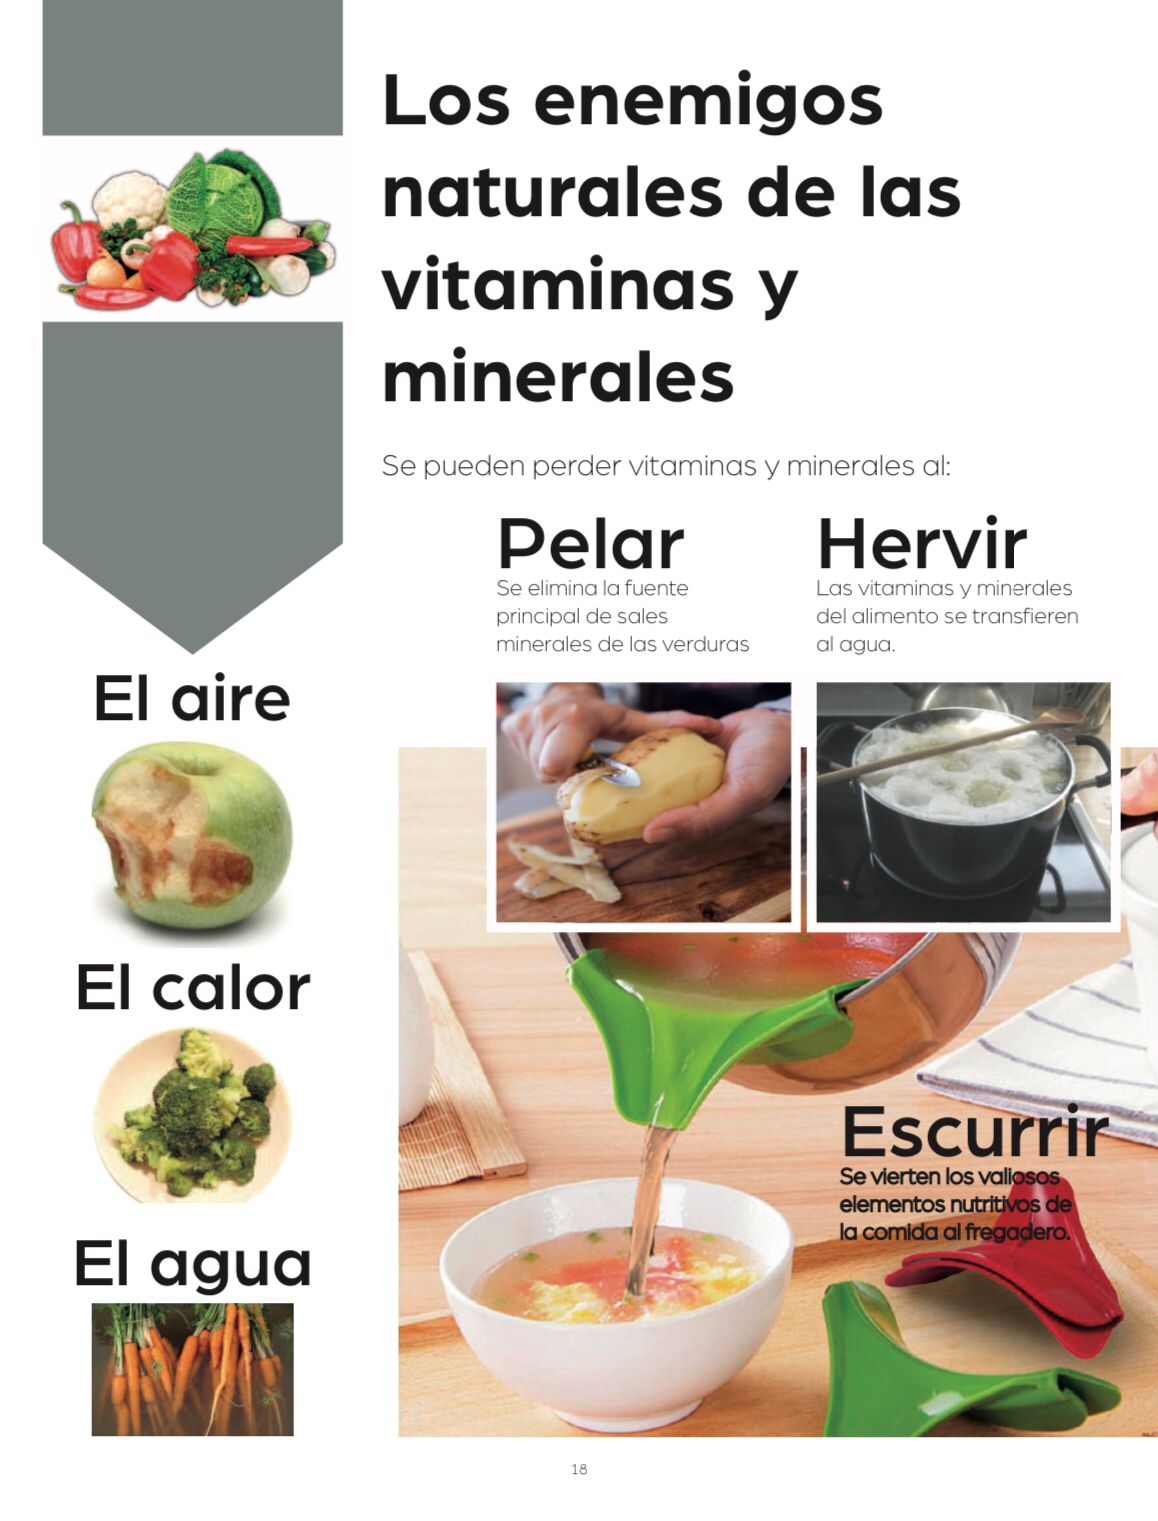 Los enemigos
naturales de las
vitaminas y
minerales
Se pueden perder vitaminas y minerales al:
Pelar
Se elimina la fuente
principal de sales
minerales de las verduras
Hervir
Las vitaminas y minerales
del alimento se transfieren
al agua.
El aire
El calor
El agua
Escurrir
Se vierten los valiosos
elementos nutritivos de
la comida al fregadero.
18